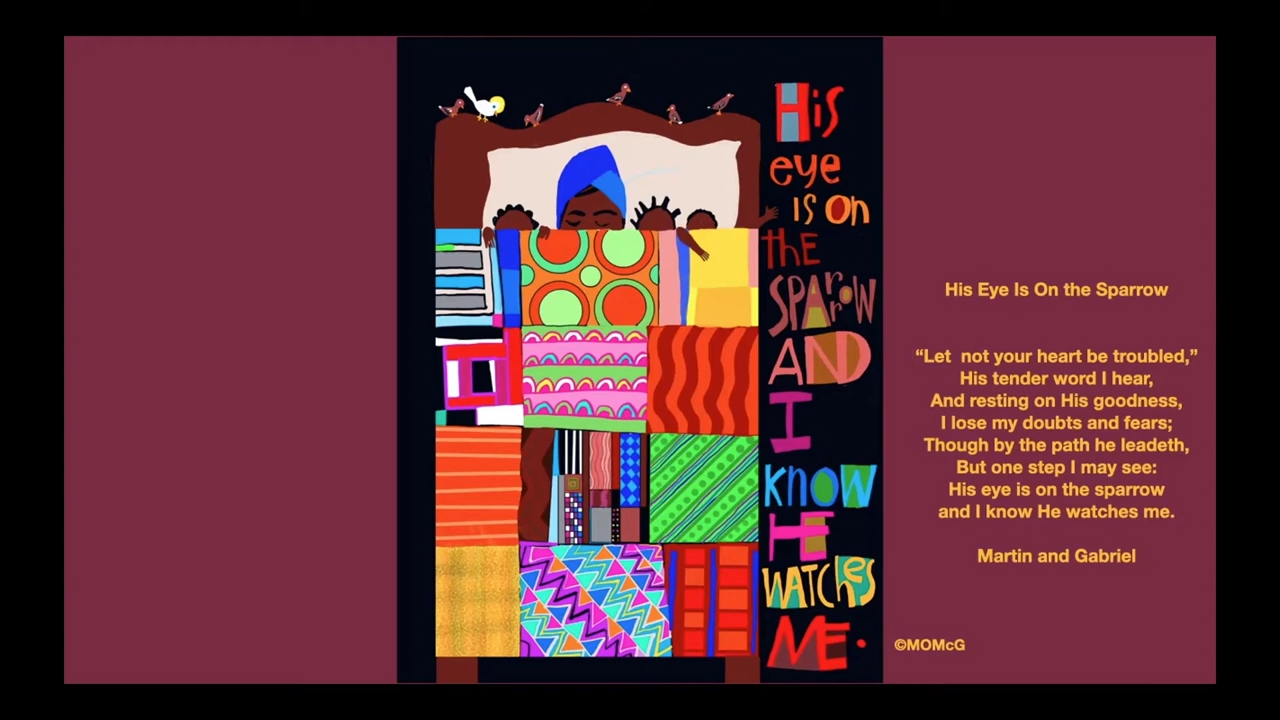 His
eye
is on
the
SPARROW
AND
I
know
HE
WATCHES
ME.
His Eye Is On the Sparrow
“Let  not your heart be troubled,”
His tender word I hear,
And resting on His goodness,
I lose my doubts and fears;
Though by the path he leadeth,
But one step I may see:
His eye is on the sparrow
and I know He watches me.
Martin and Gabriel
©MOMcG